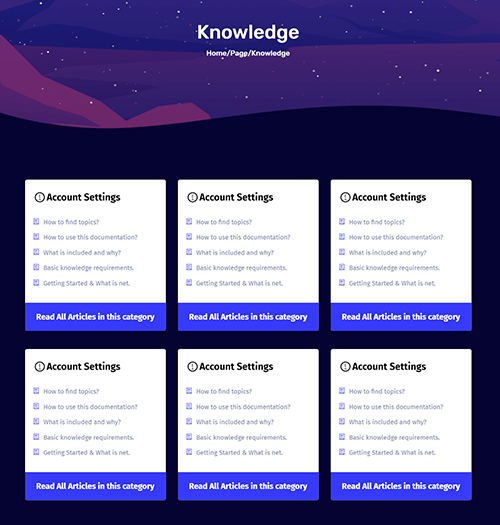 Knowledge
Home/Page/Knowledge
Account Settings
How to find topics?
How to use this documentation?
What is included and why?
Basic knowledge requirements.
Getting Started & What is net.
Read All Articles in this category
Account Settings
How to find topics?
How to use this documentation?
What is included and why?
Basic knowledge requirements.
Getting Started & What is net.
Read All Articles in this category
Account Settings
How to find topics?
How to use this documentation?
What is included and why?
Basic knowledge requirements.
Getting Started & What is net.
Read All Articles in this category
Account Settings
How to find topics?
How to use this documentation?
What is included and why?
Basic knowledge requirements.
Getting Started & What is net.
Read All Articles in this category
Account Settings
How to find topics?
How to use this documentation?
What is included and why?
Basic knowledge requirements.
Getting Started & What is net.
Read All Articles in this category
Account Settings
How to find topics?
How to use this documentation?
What is included and why?
Basic knowledge requirements.
Getting Started & What is net.
Read All Articles in this category